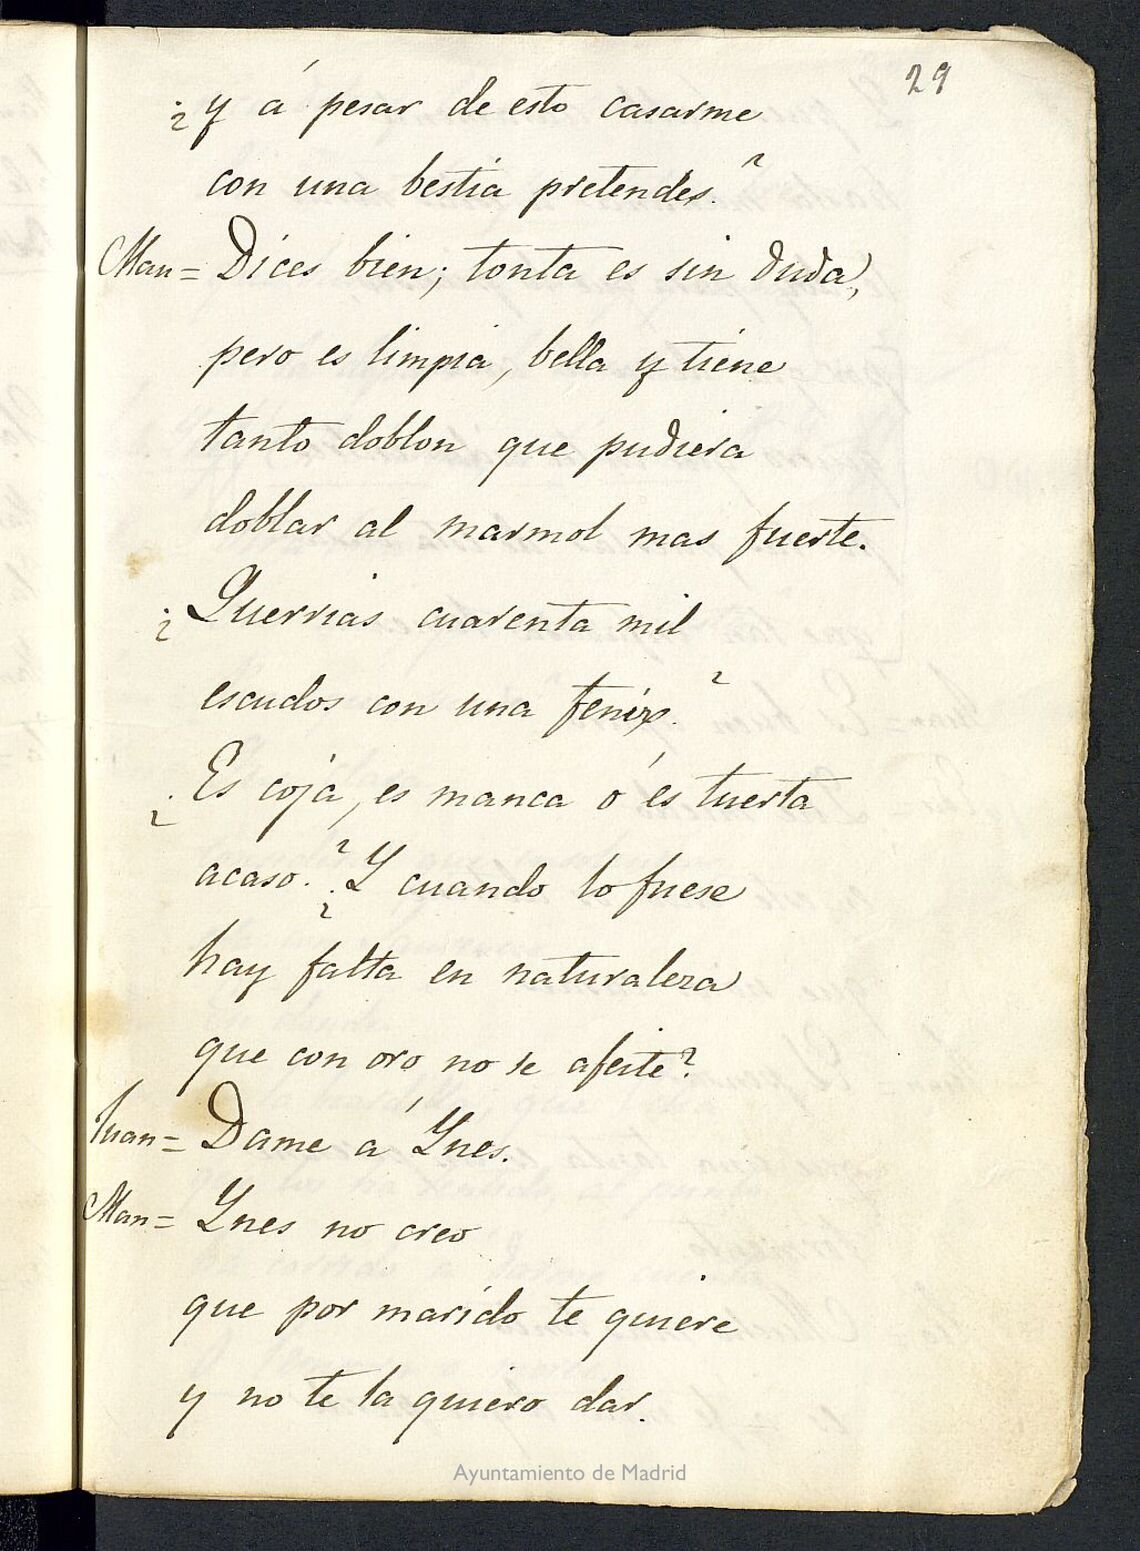 29
¿y á pesar de esto casarme
con una bestia pretendes.?
Man= Dices bien; tonta es sin duda,
pero es limpia, bella y tiene
tanto doblon que pudiera
doblar al marmol mas fuerte.
¿Querrias cuarenta mil
escudos con una fenix.?
¿Es coja, es manca ó es tuerta
acaso.? ¿Y cuando lo fuese
hay falta en naturaleza
que con oro no se afeite?
Juan= Dame á Ynes.
Man= Ynes no creo
que por marido te quiere
y no te la quiero dar.
Ayuntamiento de Madrid